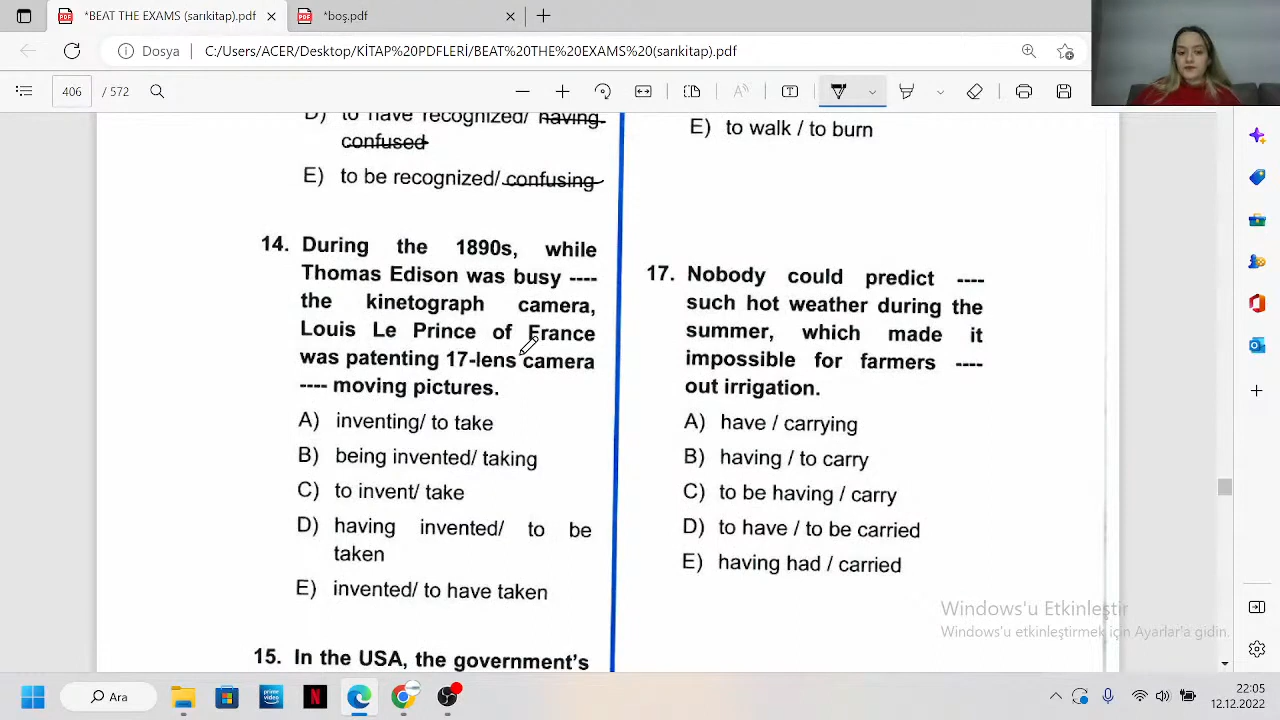 *BEAT THE EXAMS (sarıkitap).pdf
*boş.pdf
Dosya
C:/Users/ACER/Desktop/KİTAP%20PDFLERİ/BEAT%20THE%20EXAMS%20(sarıkitap).pdf
406 / 572
D) to have recognized/ having
confused
E) to be recognized/ confusing
14. During the 1890s, while
Thomas Edison was busy ----
the kinetograph camera,
Louis Le Prince of France
was patenting 17-lens camera
---- moving pictures.
A) inventing/ to take
B) being invented/ taking
C) to invent/ take
D) having invented/ to be
taken
E) invented/ to have taken
15. In the USA, the government's
E) to walk / to burn
17. Nobody could predict ----
such hot weather during the
summer, which made it
impossible for farmers ----
out irrigation.
A) have / carrying
B) having / to carry
C) to be having / carry
D) to have / to be carried
E) having had / carried
Windows'u Etkinleştir
Windows'u etkinleştirmek için Ayarlar'a gidin.
Ara
prime
video
N
22:05
12.12.2022